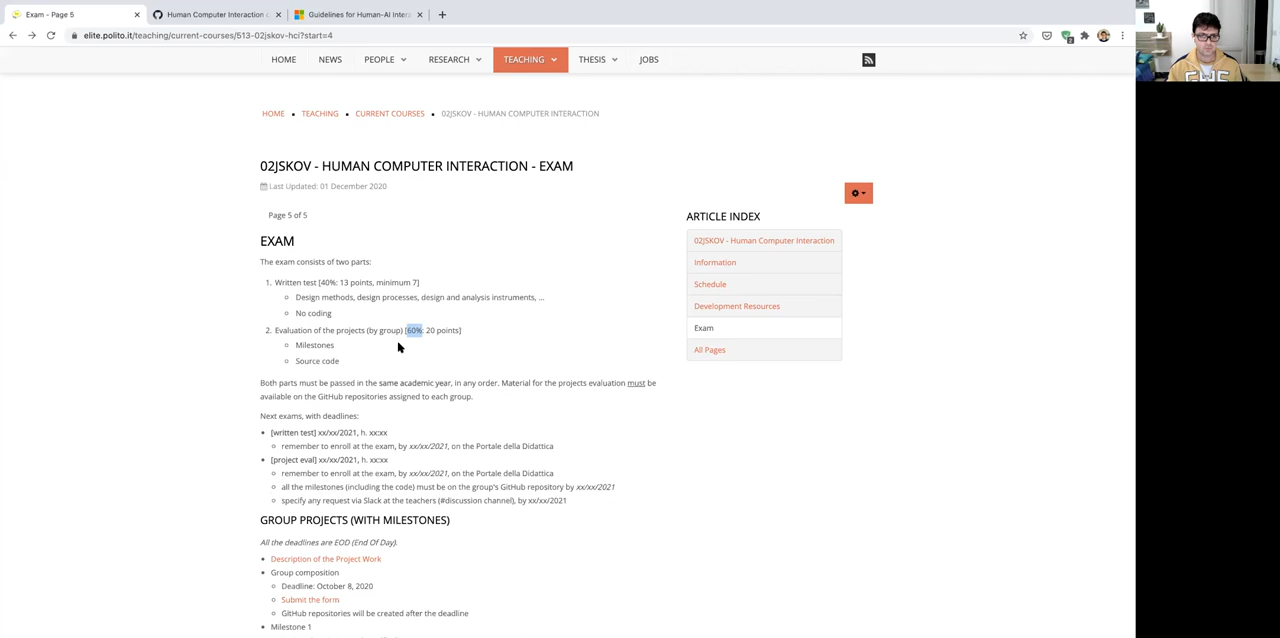 Exam - Page 5
Human Computer Interaction c
Guidelines for Human-AI Inter
elite.polito.it/teaching/current-courses/513-02jskov-hci?start=4
HOME NEWS PEOPLE RESEARCH TEACHING THESIS JOBS
HOME TEACHING CURRENT COURSES 02JSKOV - HUMAN COMPUTER INTERACTION
02JSKOV - HUMAN COMPUTER INTERACTION - EXAM
Last Updated: 01 December 2020
Page 5 of 5
EXAM
The exam consists of two parts:
1. Written test [40%: 13 points, minimum 7]
Design methods, design processes, design and analysis instruments, ...
No coding
2. Evaluation of the projects (by group) [60%: 20 points]
Milestones
Source code
Both parts must be passed in the same academic year, in any order. Material for the projects evaluation must be
available on the GitHub repositories assigned to each group.
Next exams, with deadlines:
[written test] xx/xx/2021, h. xx:xx
remember to enroll at the exam, by xx/xx/2021, on the Portale della Didattica
[project eval] xx/xx/2021, h. xx:xx
remember to enroll at the exam, by xx/xx/2021, on the Portale della Didattica
all the milestones (including the code) must be on the group's GitHub repository by xx/xx/2021
specify any request via Slack at the teachers (#discussion channel), by xx/xx/2021
GROUP PROJECTS (WITH MILESTONES)
All the deadlines are EOD (End Of Day).
Description of the Project Work
Group composition
Deadline: October 8, 2020
Submit the form
GitHub repositories will be created after the deadline
Milestone 1
ARTICLE INDEX
02JSKOV - Human Computer Interaction
Information
Schedule
Development Resources
Exam
All Pages